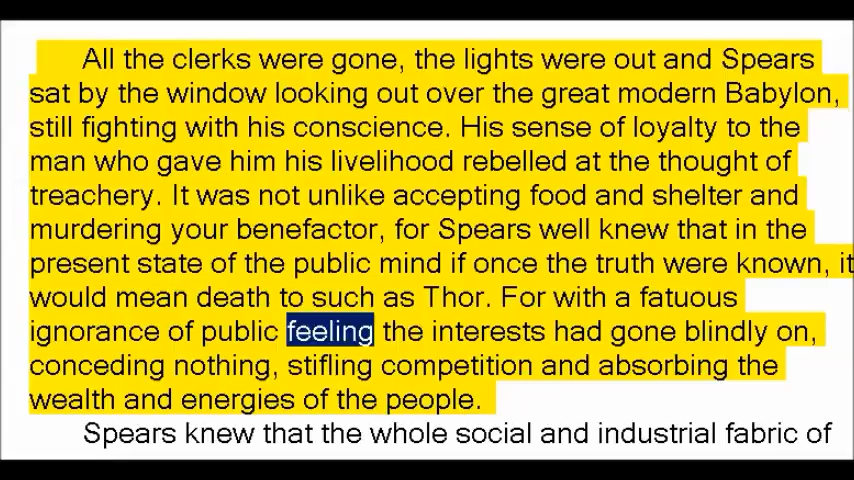 All the clerks were gone, the lights were out and Spears
sat by the window looking out over the great modern Babylon,
still fighting with his conscience. His sense of loyalty to the
man who gave him his livelihood rebelled at the thought of
treachery. It was not unlike accepting food and shelter and
murdering your benefactor, for Spears well knew that in the
present state of the public mind if once the truth were known, it
would mean death to such as Thor. For with a fatuous
ignorance of public feeling the interests had gone blindly on,
conceding nothing, stifling competition and absorbing the
wealth and energies of the people.
Spears knew that the whole social and industrial fabric of